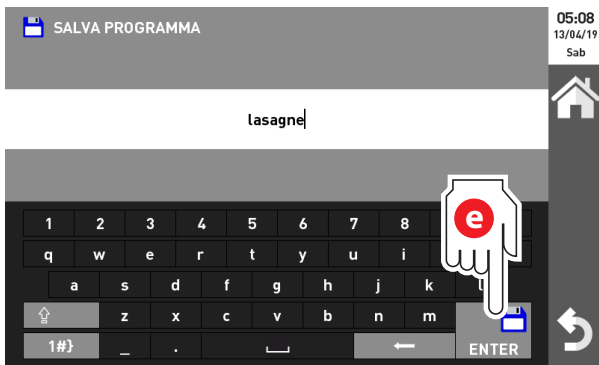 SALVA PROGRAMMA
05:08
13/04/19
Sab
lasagne
e
1 2 3 4 5 6 7 8
q w e r t y u i
a s d f g h j k
z x c v b n m
1#} _ . ENTER